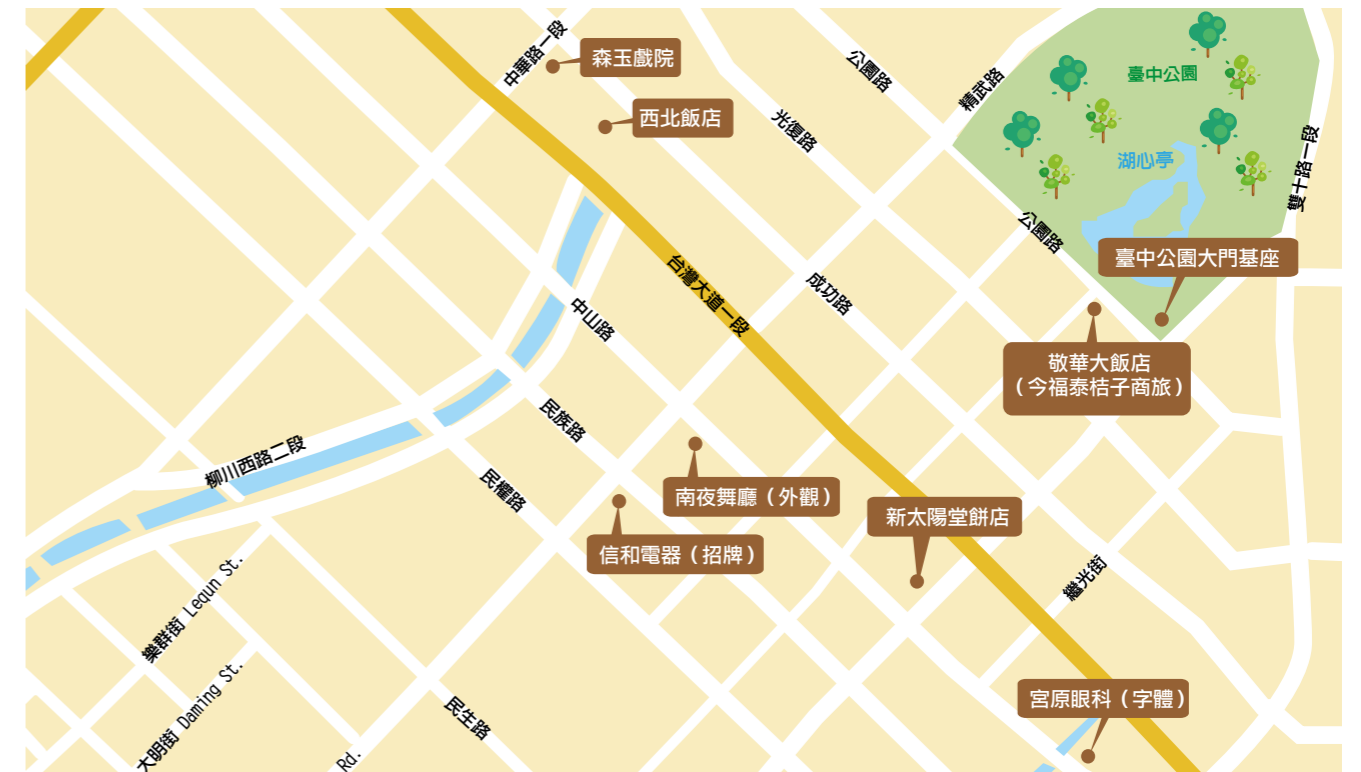 中華路一段
森玉戲院
西北飯店
公園路
光復路
精武路
臺中公園
湖心亭
雙十路一段
公園路
臺中公園大門基座
台灣大道一段
成功路
中山路
敬華大飯店
（今福泰桔子商旅）
民族路
柳川西路二段
民權路
南夜舞廳（外觀）
新太陽堂餅店
信和電器（招牌）
繼光街
樂群街 Lequn St.
大明街 Daming St.
宮原眼科（字體）
民生路
Rd.